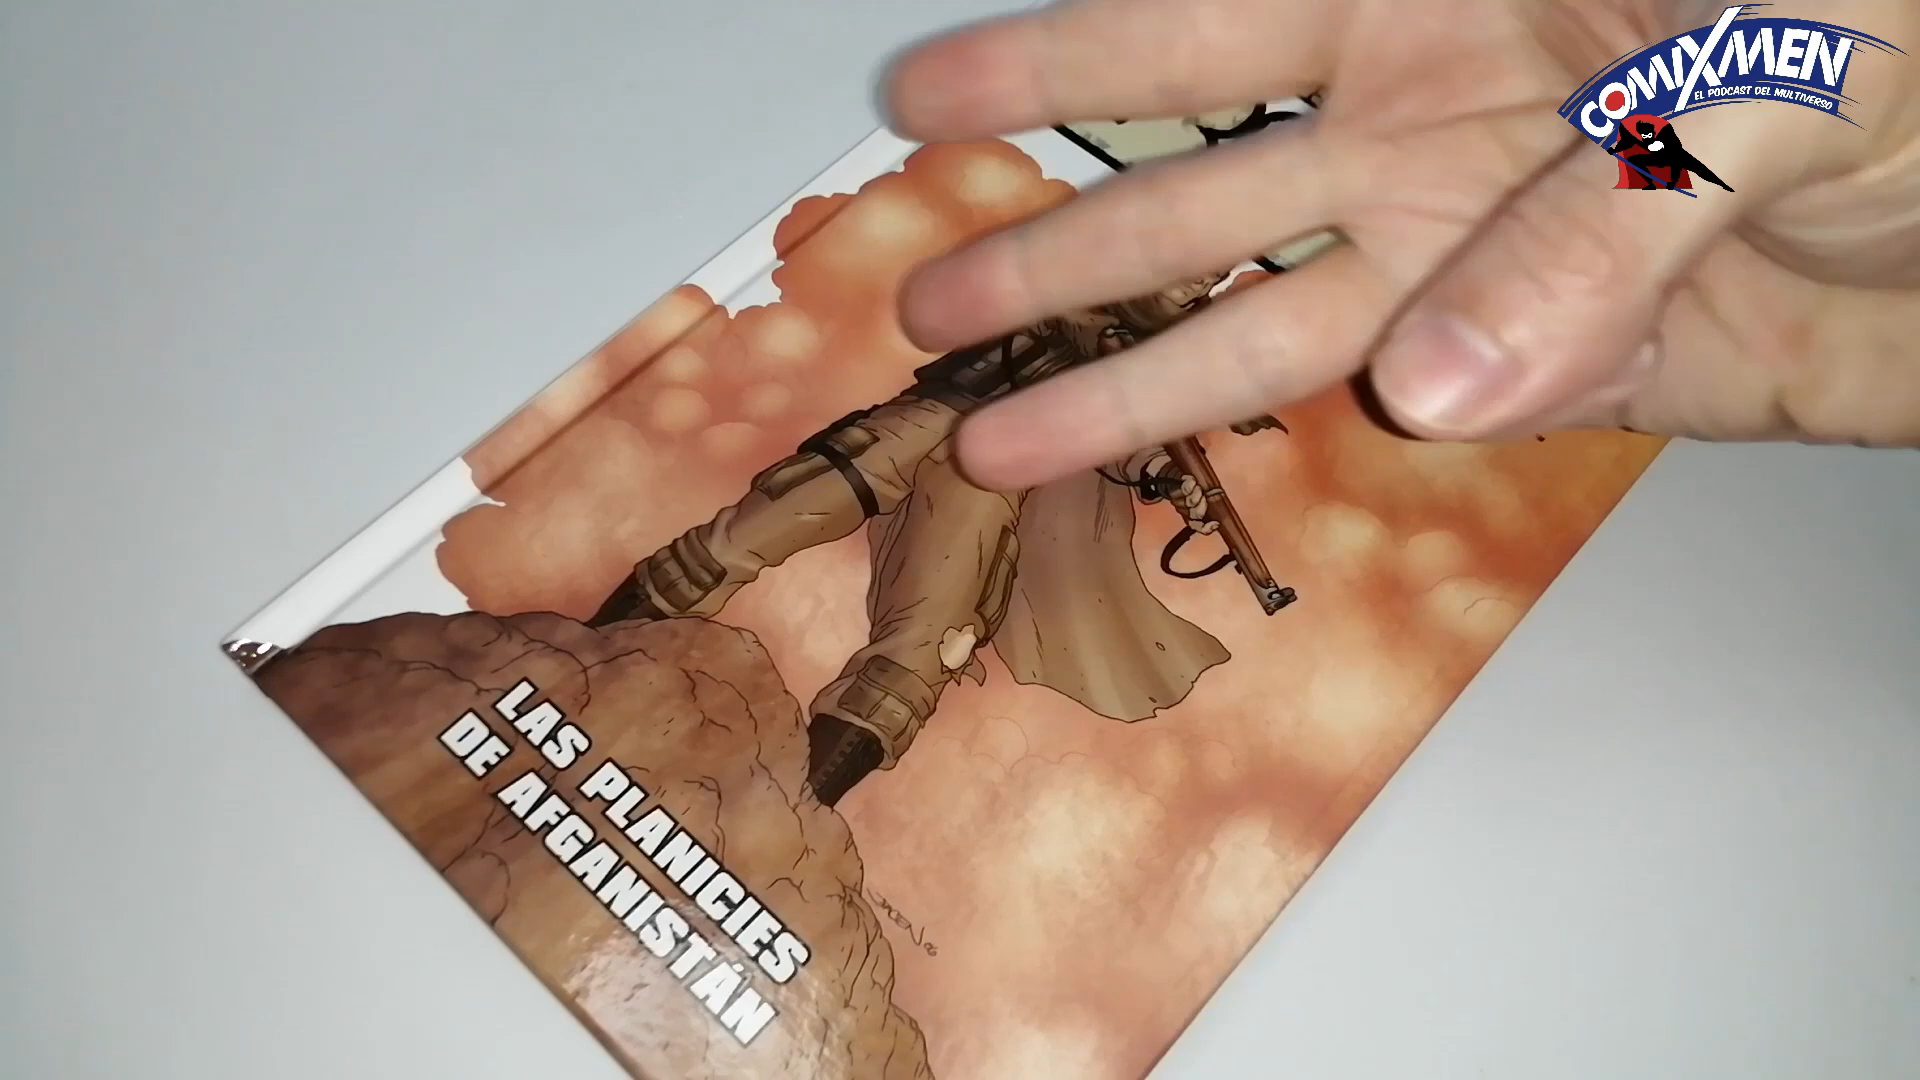 COMIXMEN
EL PODCAST DEL MULTIVERSO
LAS PLANICIES
DE AFGANISTÁN